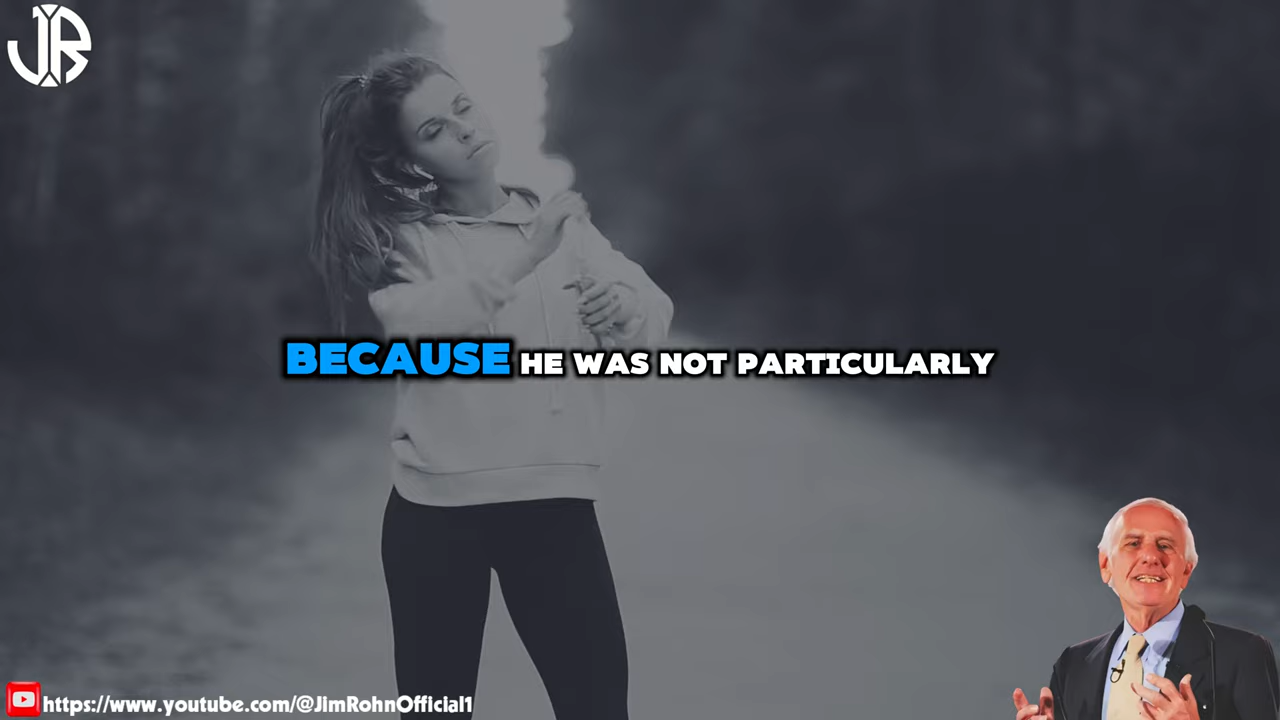 JR
BECAUSE HE WAS NOT PARTICULARLY
https://www.youtube.com/@JimRohnOfficial1